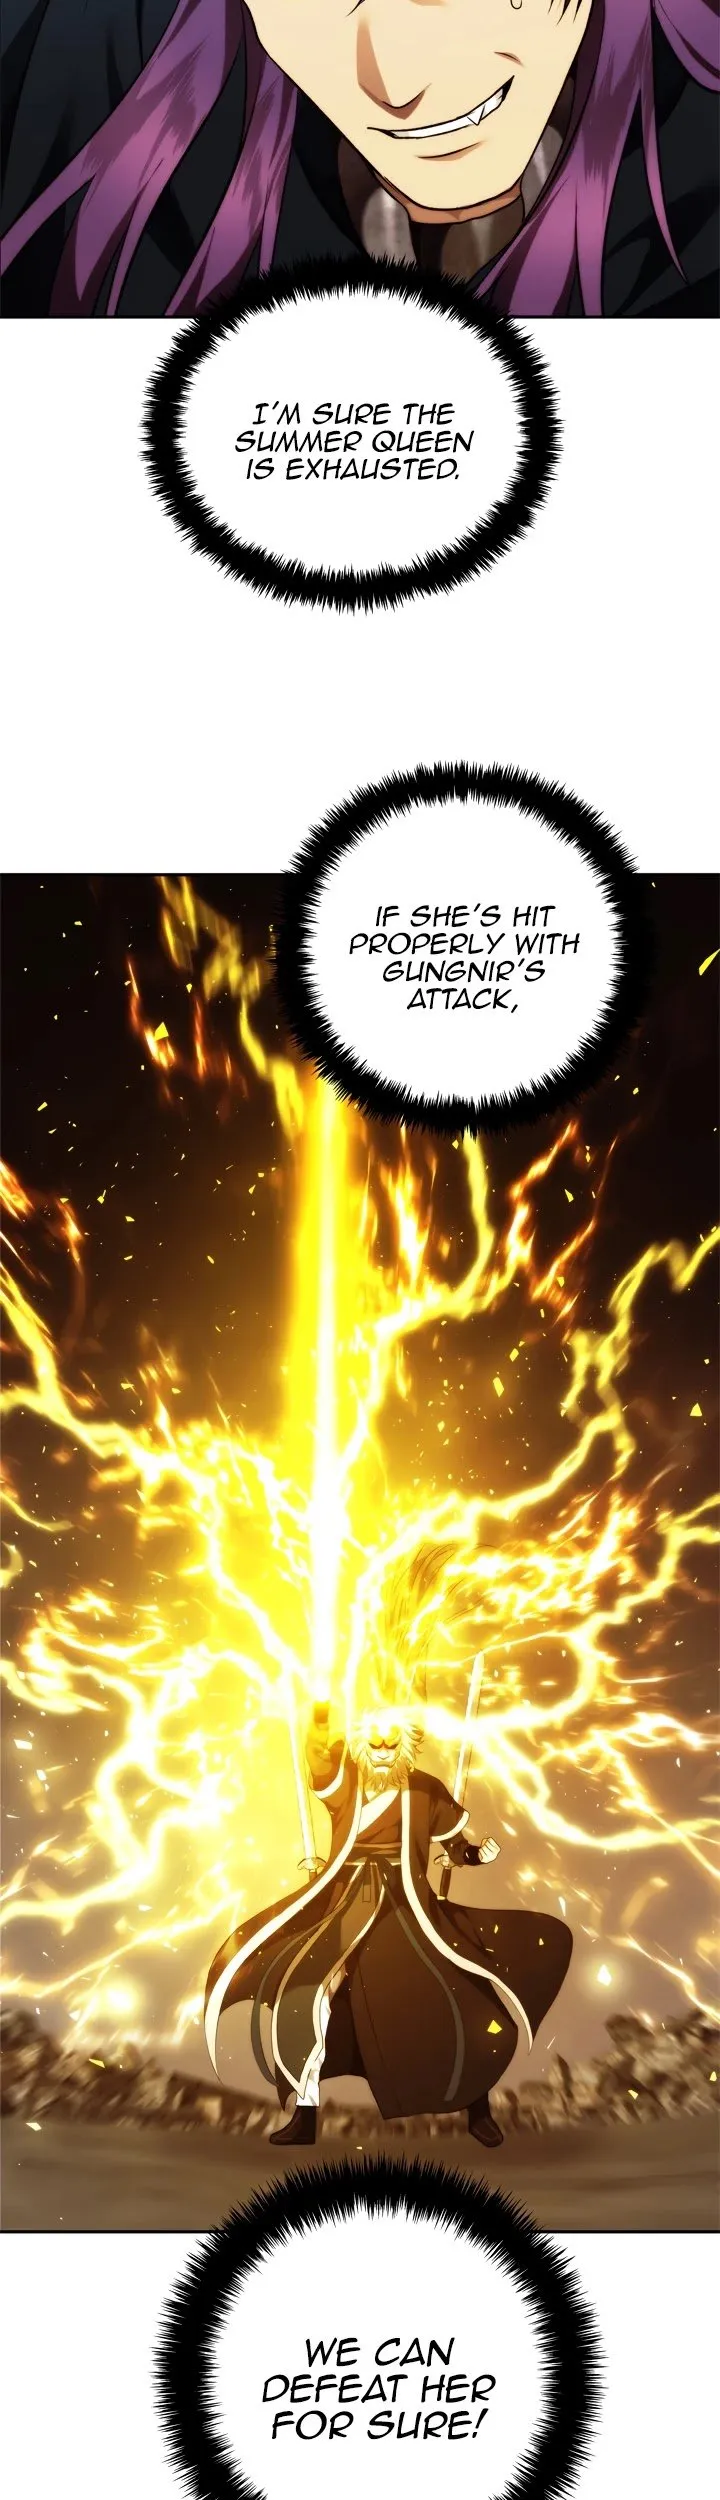 I'M SURE THE
SUMMER QUEEN
IS EXHAUSTED.
IF SHE'S HIT
PROPERLY WITH
GUNGNIR'S
ATTACK,
WE CAN
DEFEAT HER
FOR SURE!